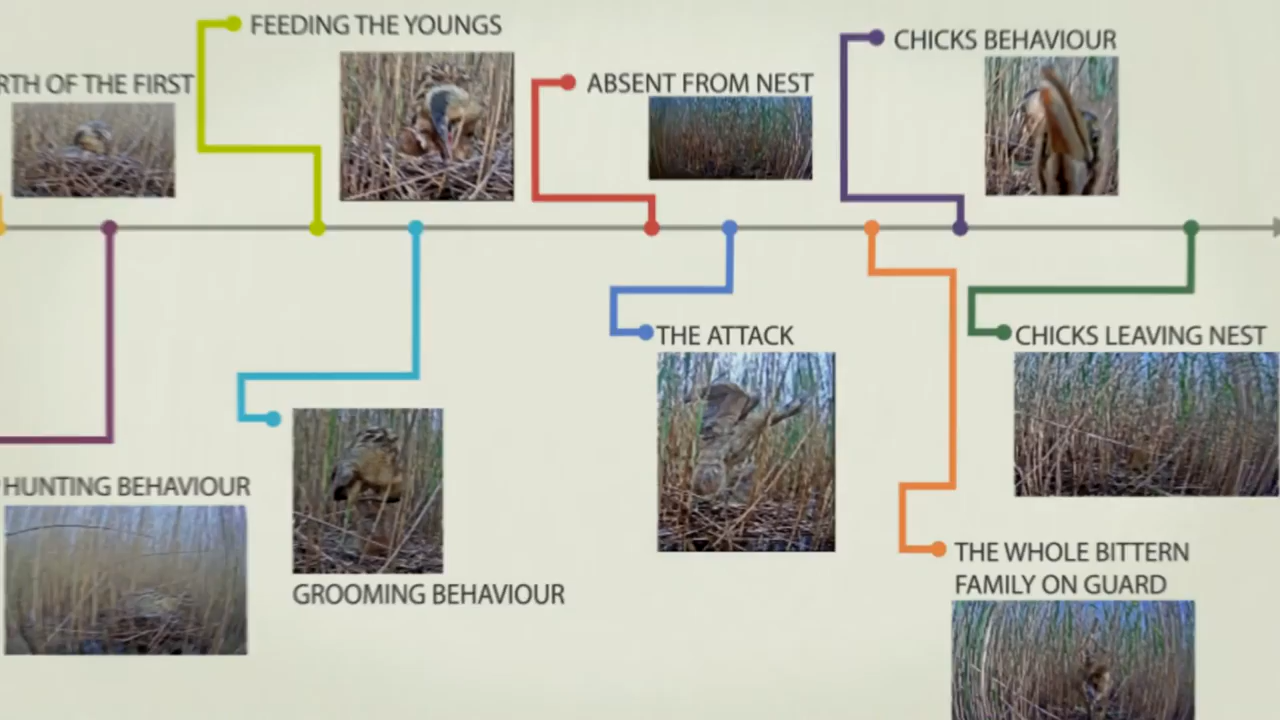 FEEDING THE YOUNGS
CHICKS BEHAVIOUR
RTH OF THE FIRST
ABSENT FROM NEST
THE ATTACK
CHICKS LEAVING NEST
HUNTING BEHAVIOUR
THE WHOLE BITTERN
FAMILY ON GUARD
GROOMING BEHAVIOUR